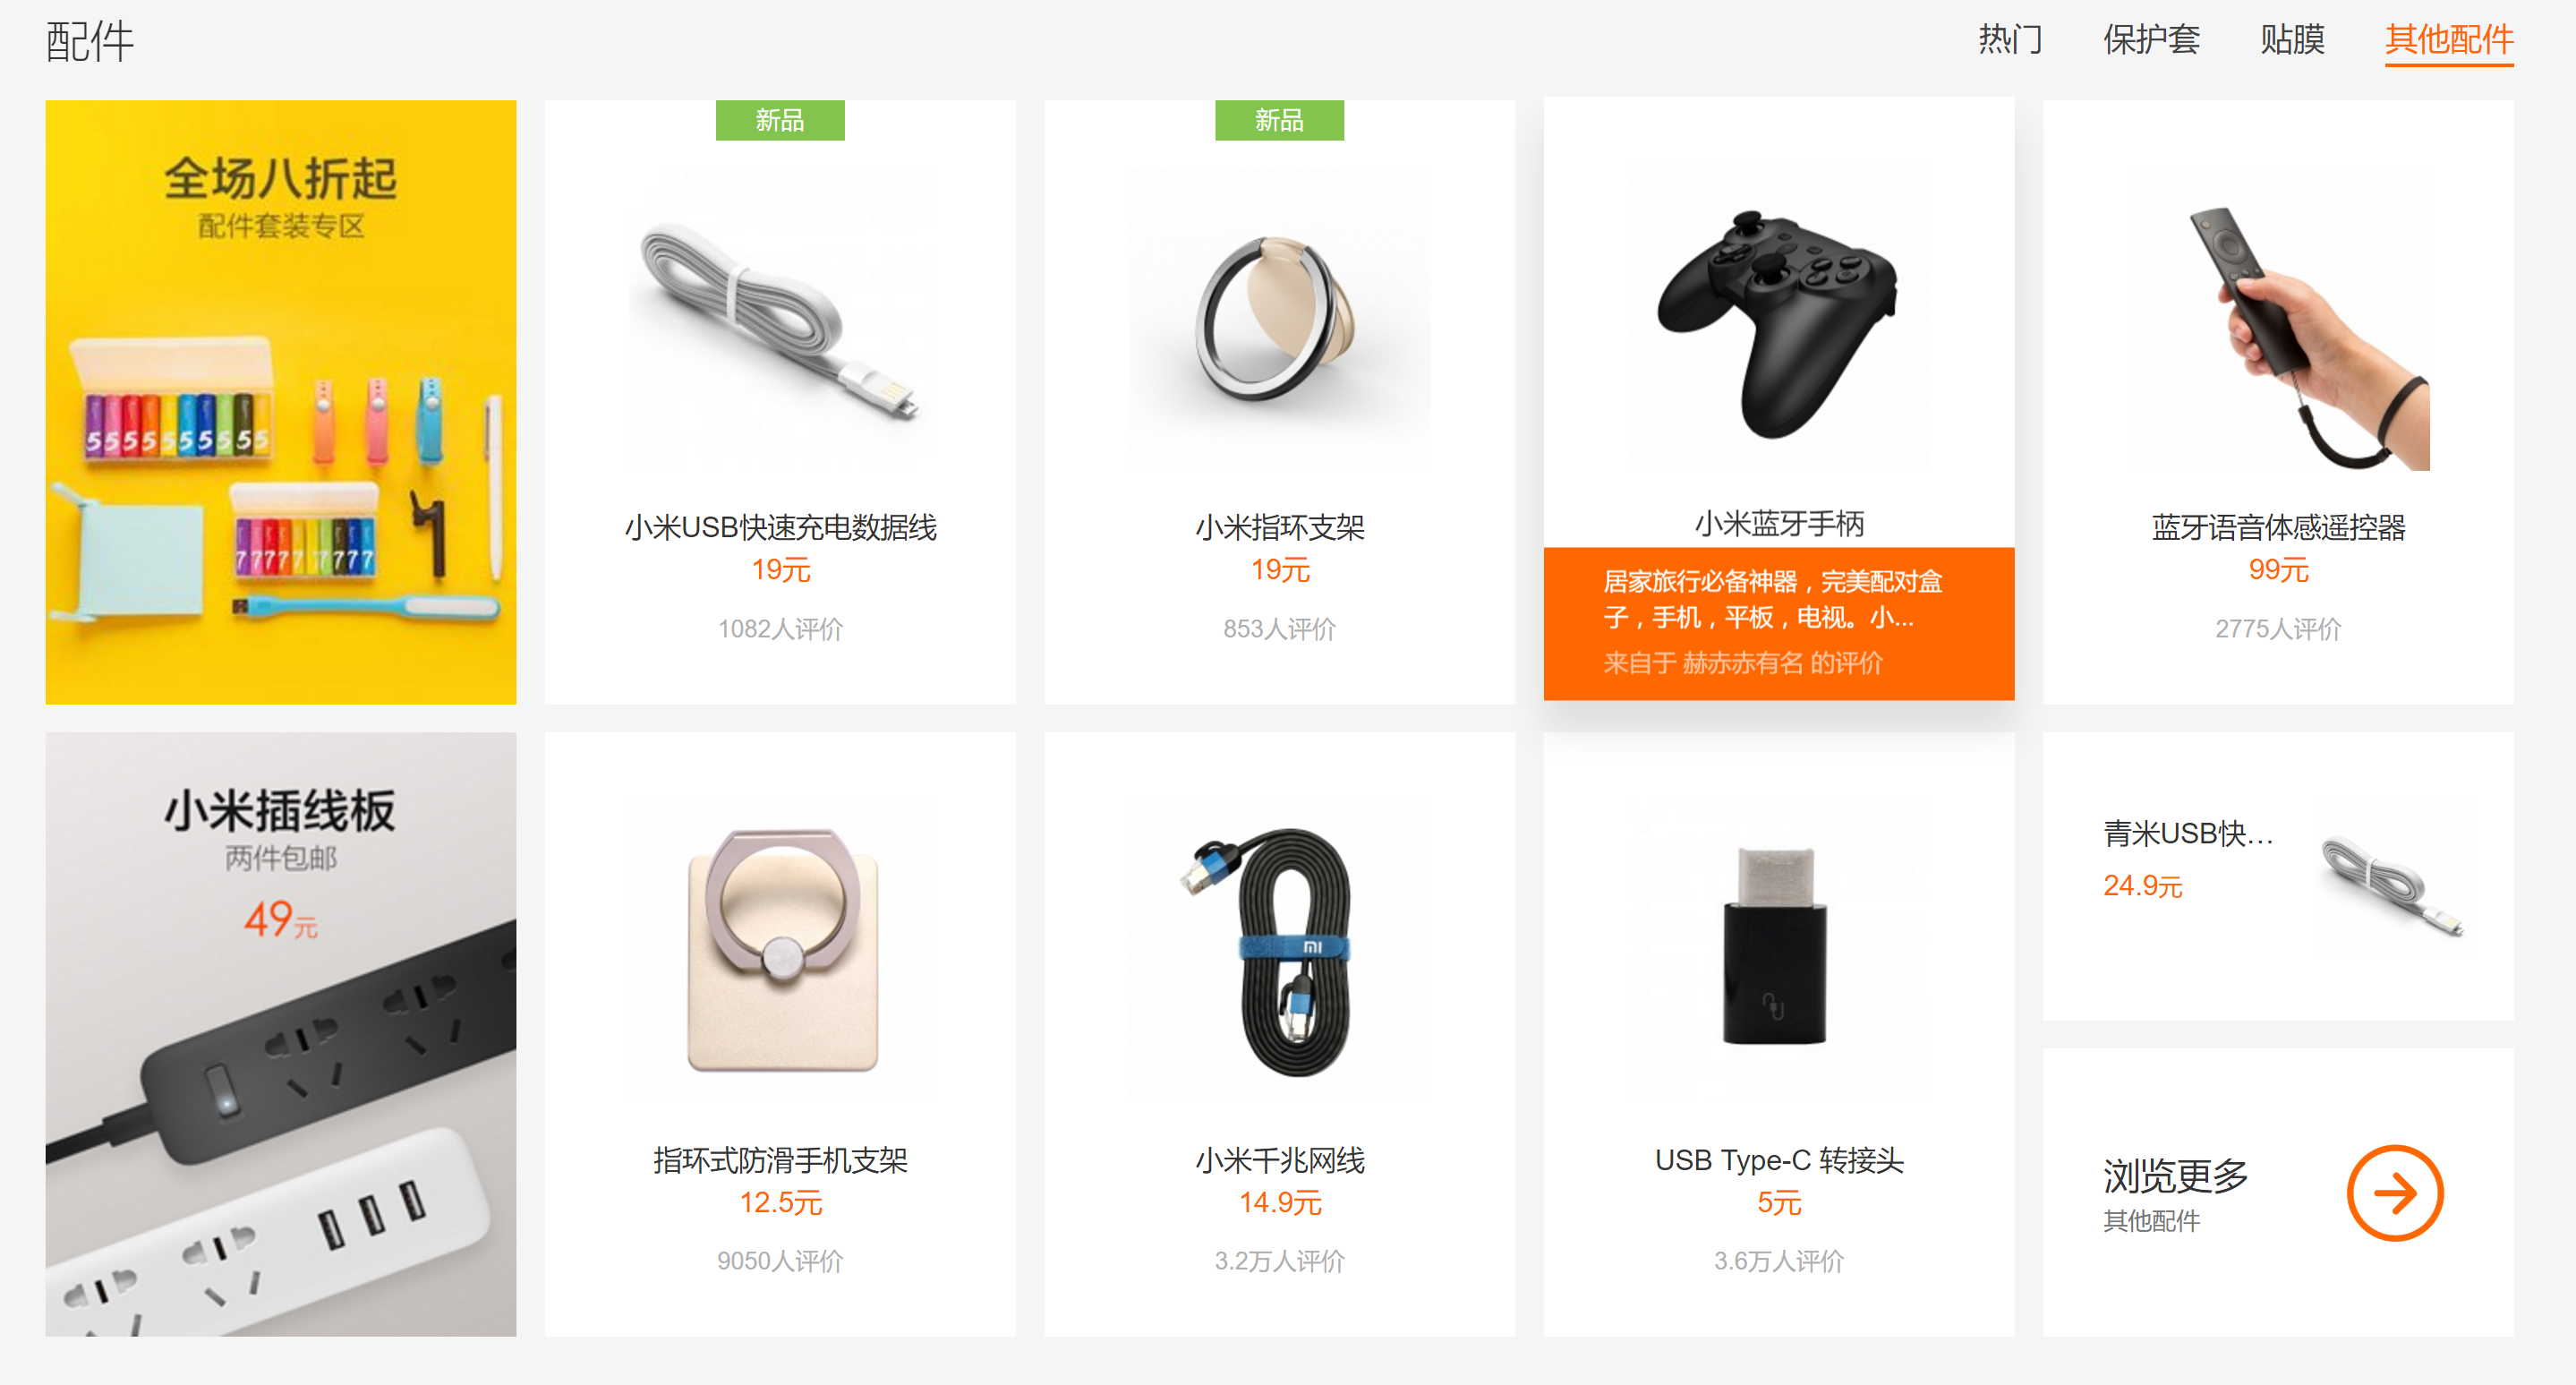 配件
热门
保护套
贴膜
其他配件
全场八折起
配件套装专区
新品
小米USB快速充电数据线
19元
1082人评价
新品
小米指环支架
19元
853人评价
小米蓝牙手柄
居家旅行必备神器，完美配对盒
子，手机，平板，电视。小...
来自于 赫赤赤有名 的评价
蓝牙语音体感遥控器
99元
2775人评价
小米插线板
两件包邮
49元
指环式防滑手机支架
12.5元
9050人评价
小米千兆网线
14.9元
3.2万人评价
USB Type-C 转接头
5元
3.6万人评价
青米USB快...
24.9元
浏览更多
其他配件